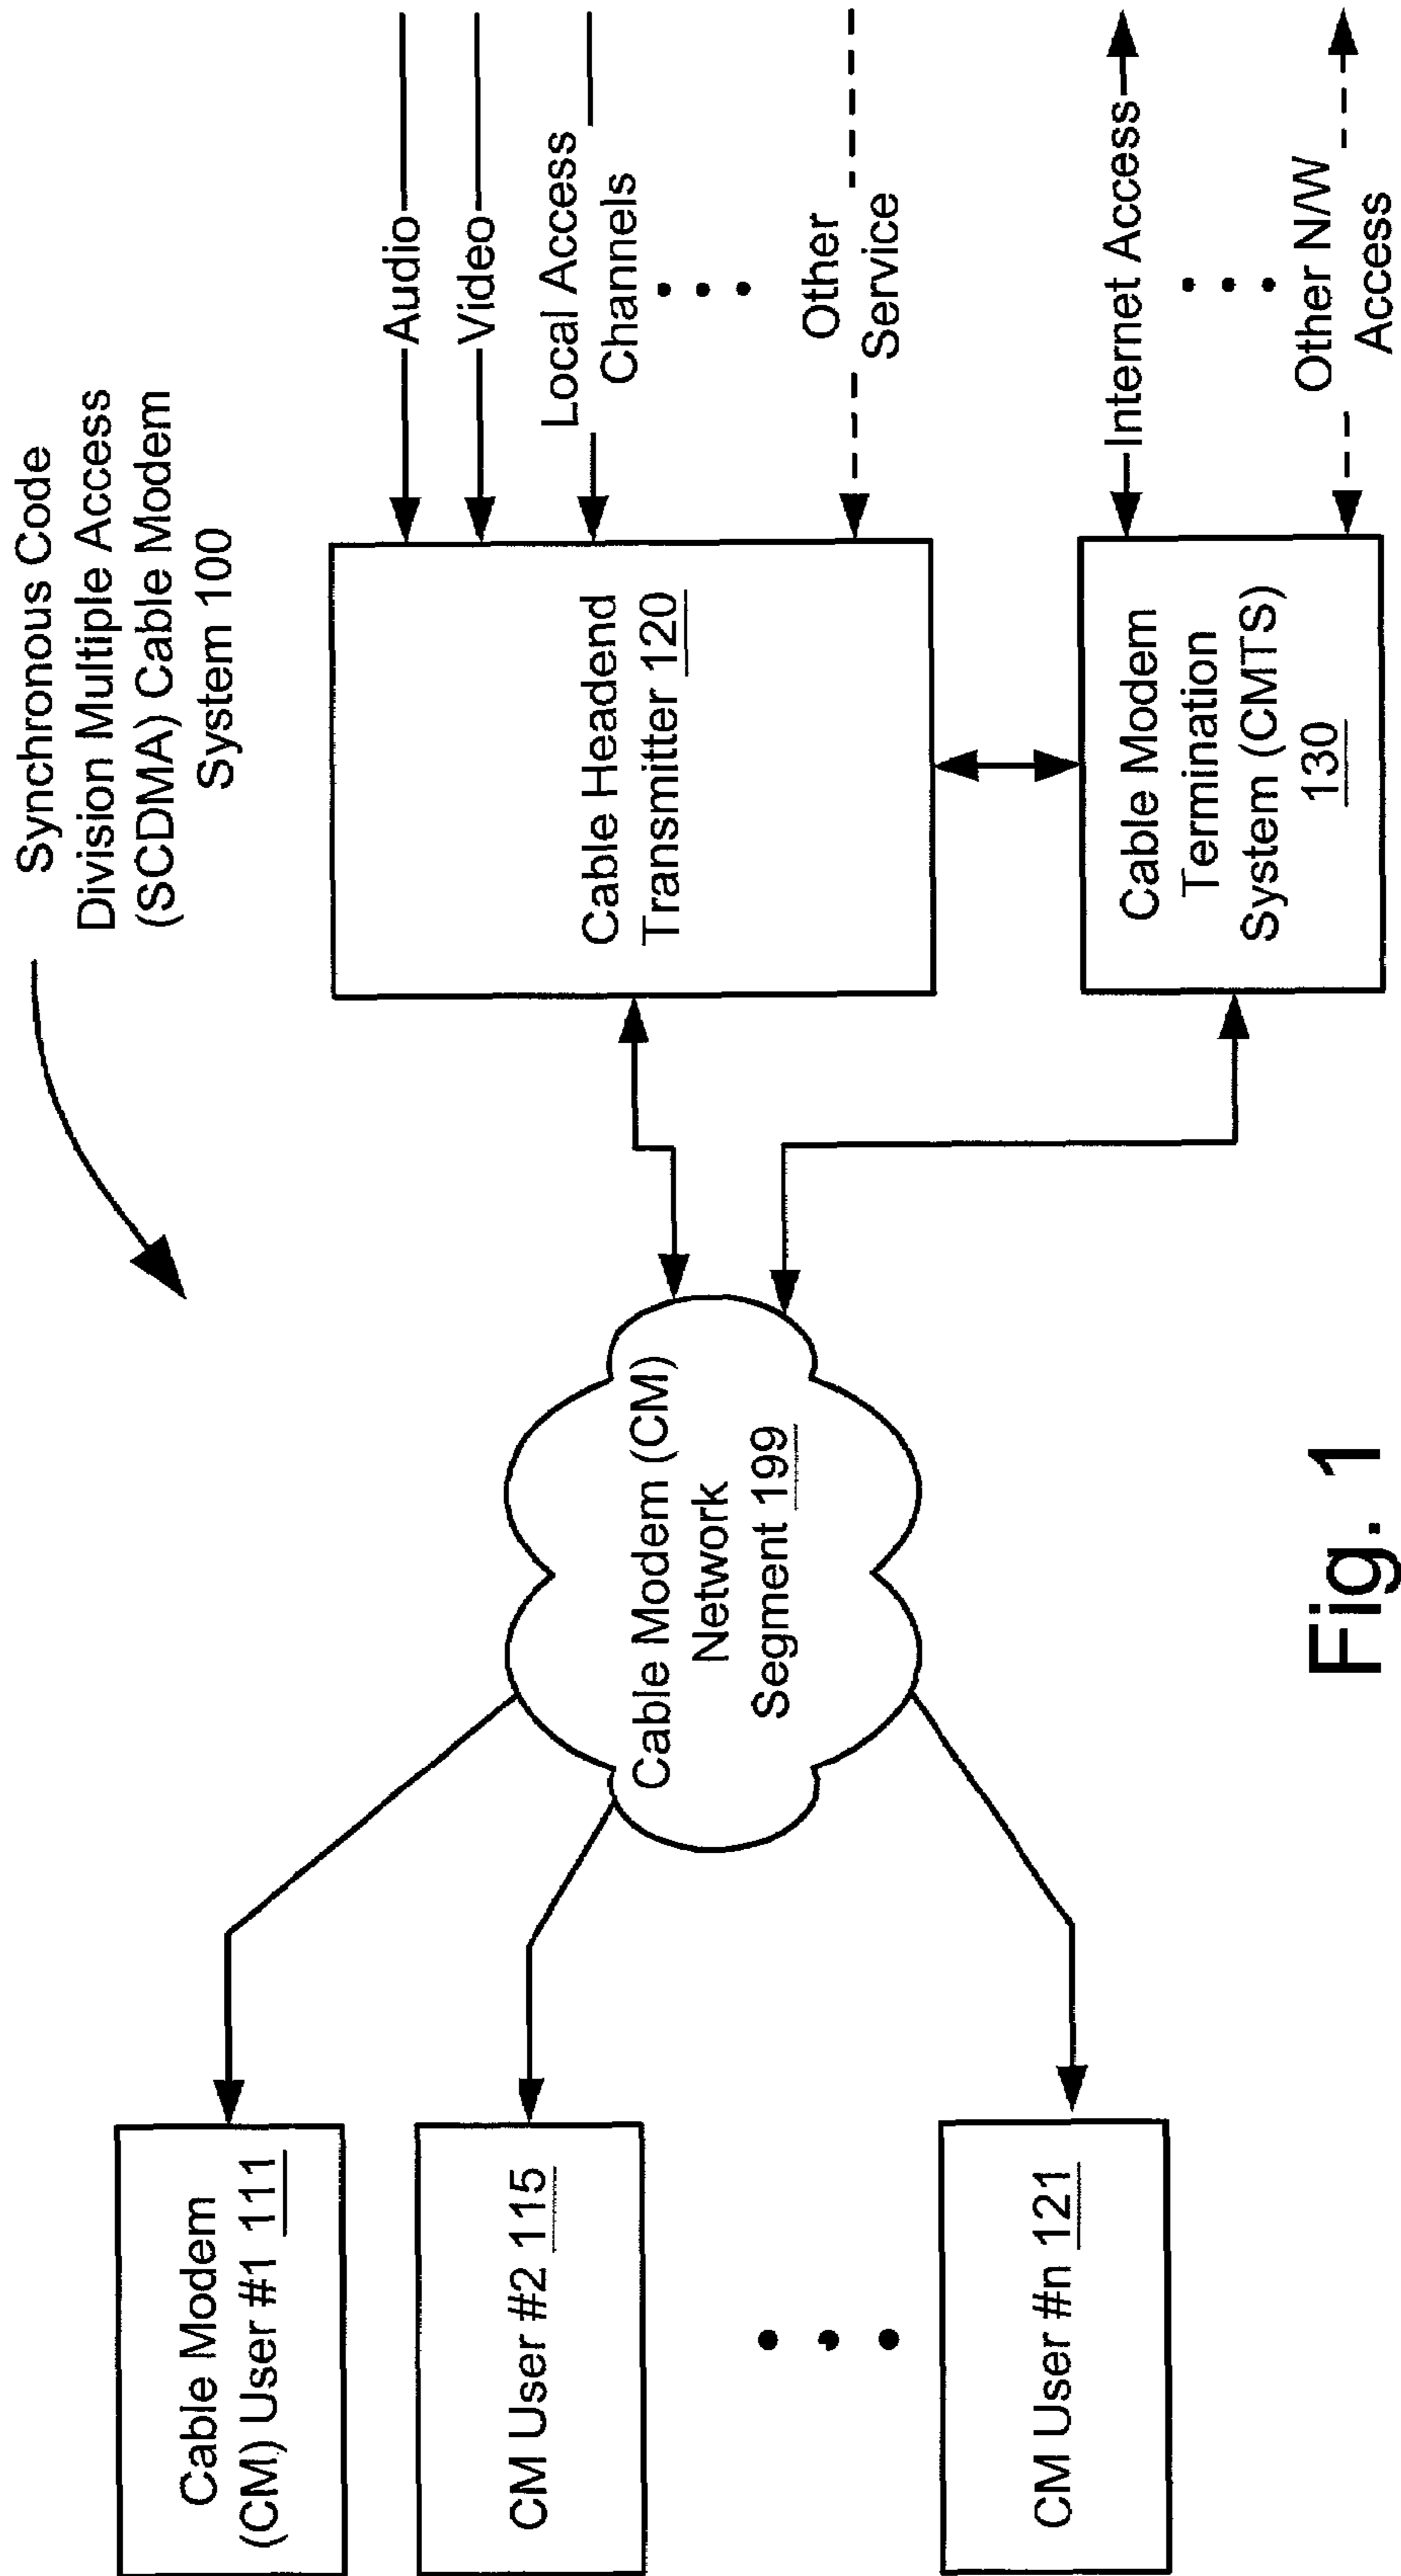 Synchronous Code
Division Multiple Access
(SCDMA) Cable Modem
System 100
Cable Modem
(CM) User #1 111
CM User #2 115
CM User #n 121
Cable Modem (CM)
Network
Segment 199
Cable Headend
Transmitter 120
Cable Modem
Termination
System (CMTS)
130
Audio
Video
Local Access
Channels
Other
Service
Internet Access
Other N/W
Access
Fig. 1